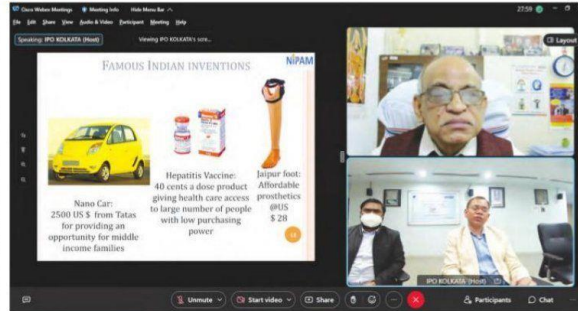 Cisco Webex Meetings Meeting Info Hide Menu Bar 27:59
File Edit Share View Audio & Video Participant Meeting Help
Speaking: IPO KOLKATA (Host) Viewing IPO KOLKATA's
Layout
FAMOUS INDIAN INVENTIONS
NIPAM
Nano Car:
2500 US $ from Tatas
for providing an
opportunity for middle
income families
Hepatitis Vaccine:
40 cents a dose product
giving health care access
to large number of people
with low purchasing
power
Jaipur foot:
Affordable
prosthetics
@US
$ 28
IPO KOLKATA (Host)
Unmute Start video Share Participants Chat